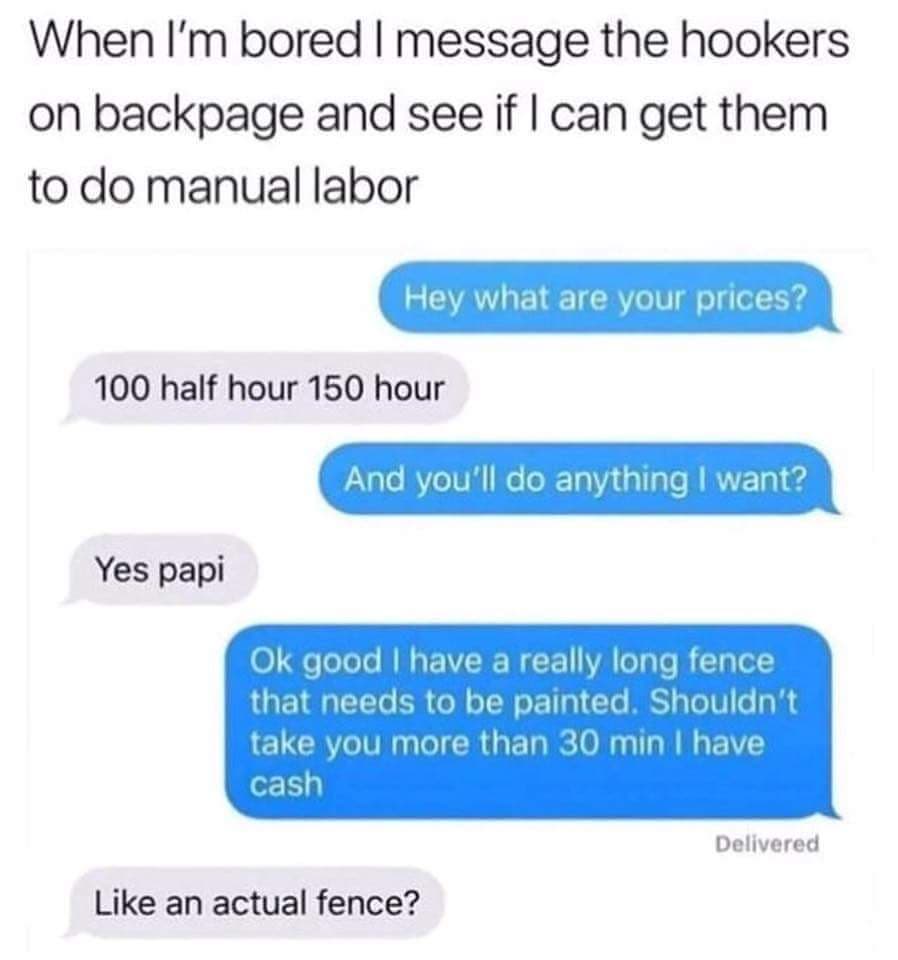 When I'm bored I message the hookers
on backpage and see if I can get them
to do manual labor
Hey what are your prices?
100 half hour 150 hour
And you'll do anything I want?
Yes papi
Ok good I have a really long fence
that needs to be painted. Shouldn't
take you more than 30 min I have
cash
Delivered
Like an actual fence?